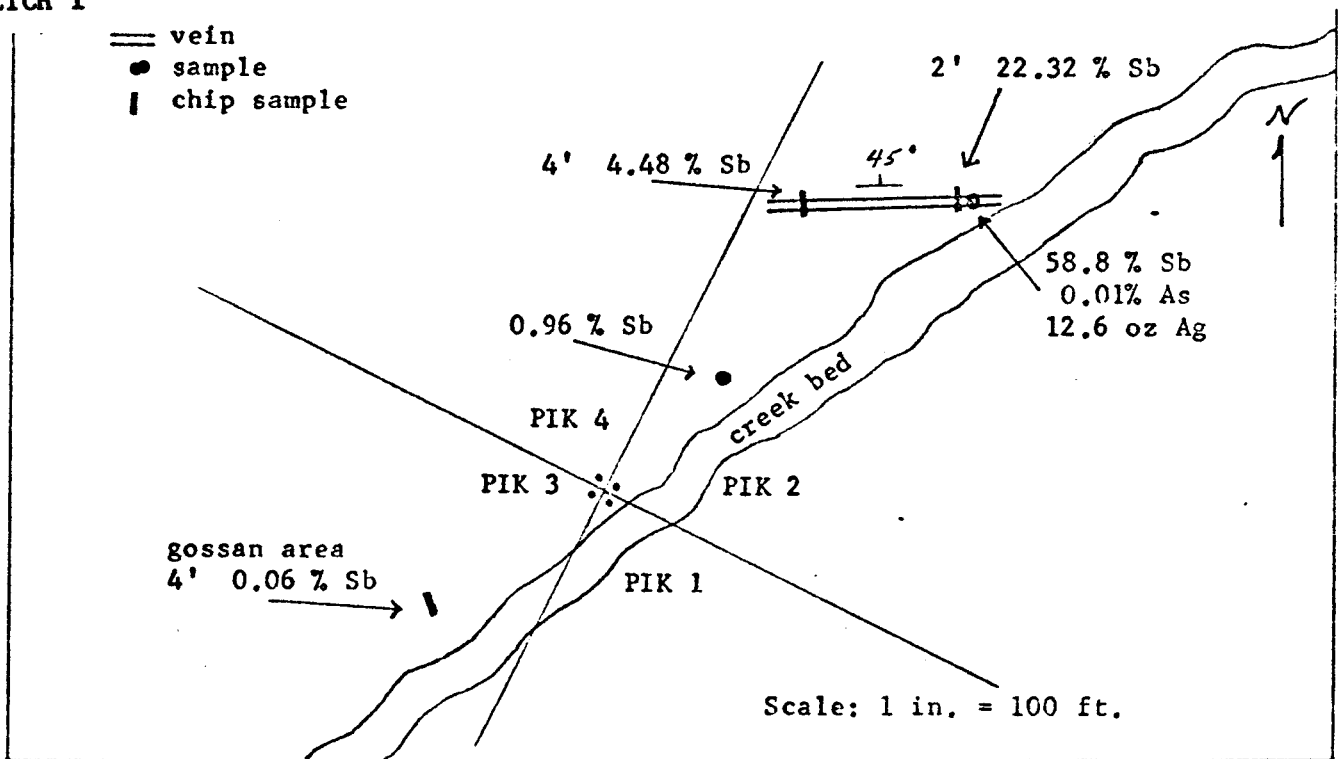 vein
sample
chip sample
2' 22.32 % Sb
N
4' 4.48 % Sb
45°
58.8 % Sb
0.01% As
12.6 oz Ag
0.96 % Sb
creek bed
PIK 4
PIK 3
PIK 2
gossan area
4' 0.06 % Sb
PIK 1
Scale: 1 in. = 100 ft.